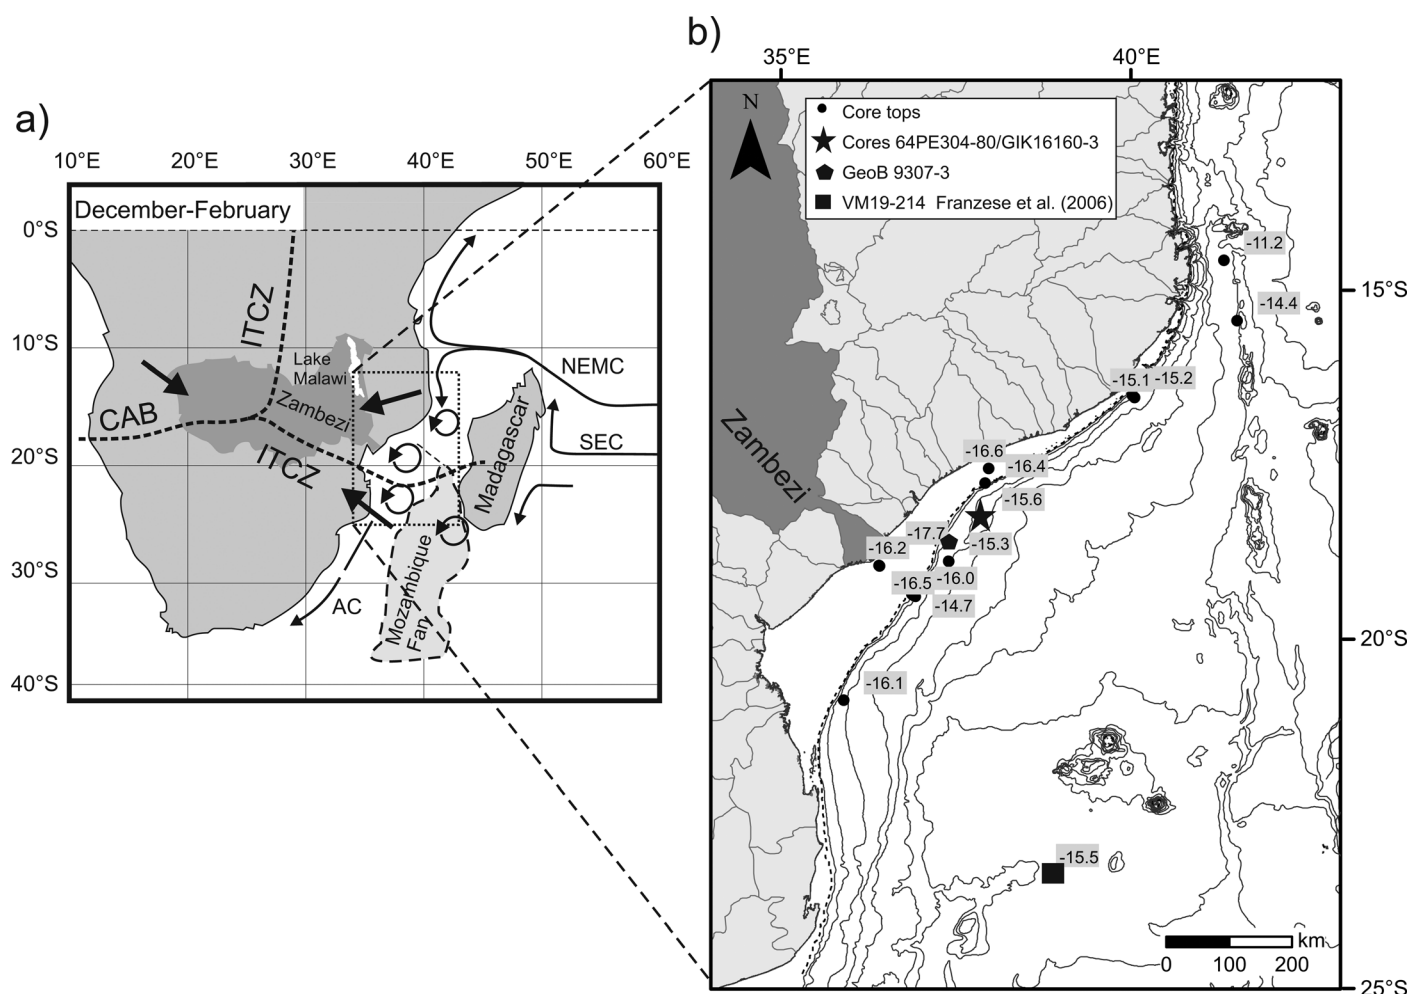 a)
10°E 20°E 30°E 40°E 50°E 60°E
December-February
0°S
ITCZ
10°S
Lake
Malawi
NEMC
CAB
Zambezi
SEC
20°S
ITCZ
Madagascar
30°S
AC
Mozambique
Fan
40°S
b)
35°E 40°E
N
Core tops
Cores 64PE304-80/GIK16160-3
GeoB 9307-3
VM19-214 Franzese et al. (2006)
-11.2
15°S
-14.4
-15.1 -15.2
Zambezi
-16.6
-16.4
-15.6
-17.7
-15.3
-16.2
-16.5 -16.0
-14.7
20°S
-16.1
-15.5
km
0 100 200
25°S